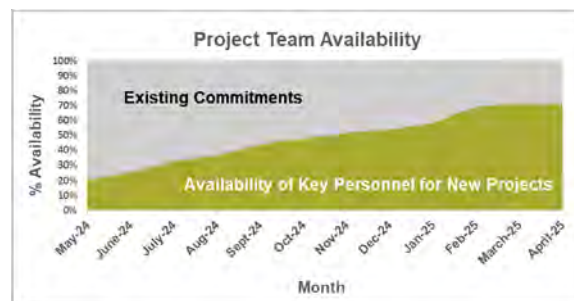 Project Team Availability
100%
90%
80%
70%
60%
50%
40%
30%
20%
10%
0%
% Availability
Existing Commitments
Availability of Key Personnel for New Projects
May-24
June-24
July-24
Aug-24
Sept-24
Oct-24
Nov-24
Dec-24
Jan-25
Feb-25
March-25
April-25
Month